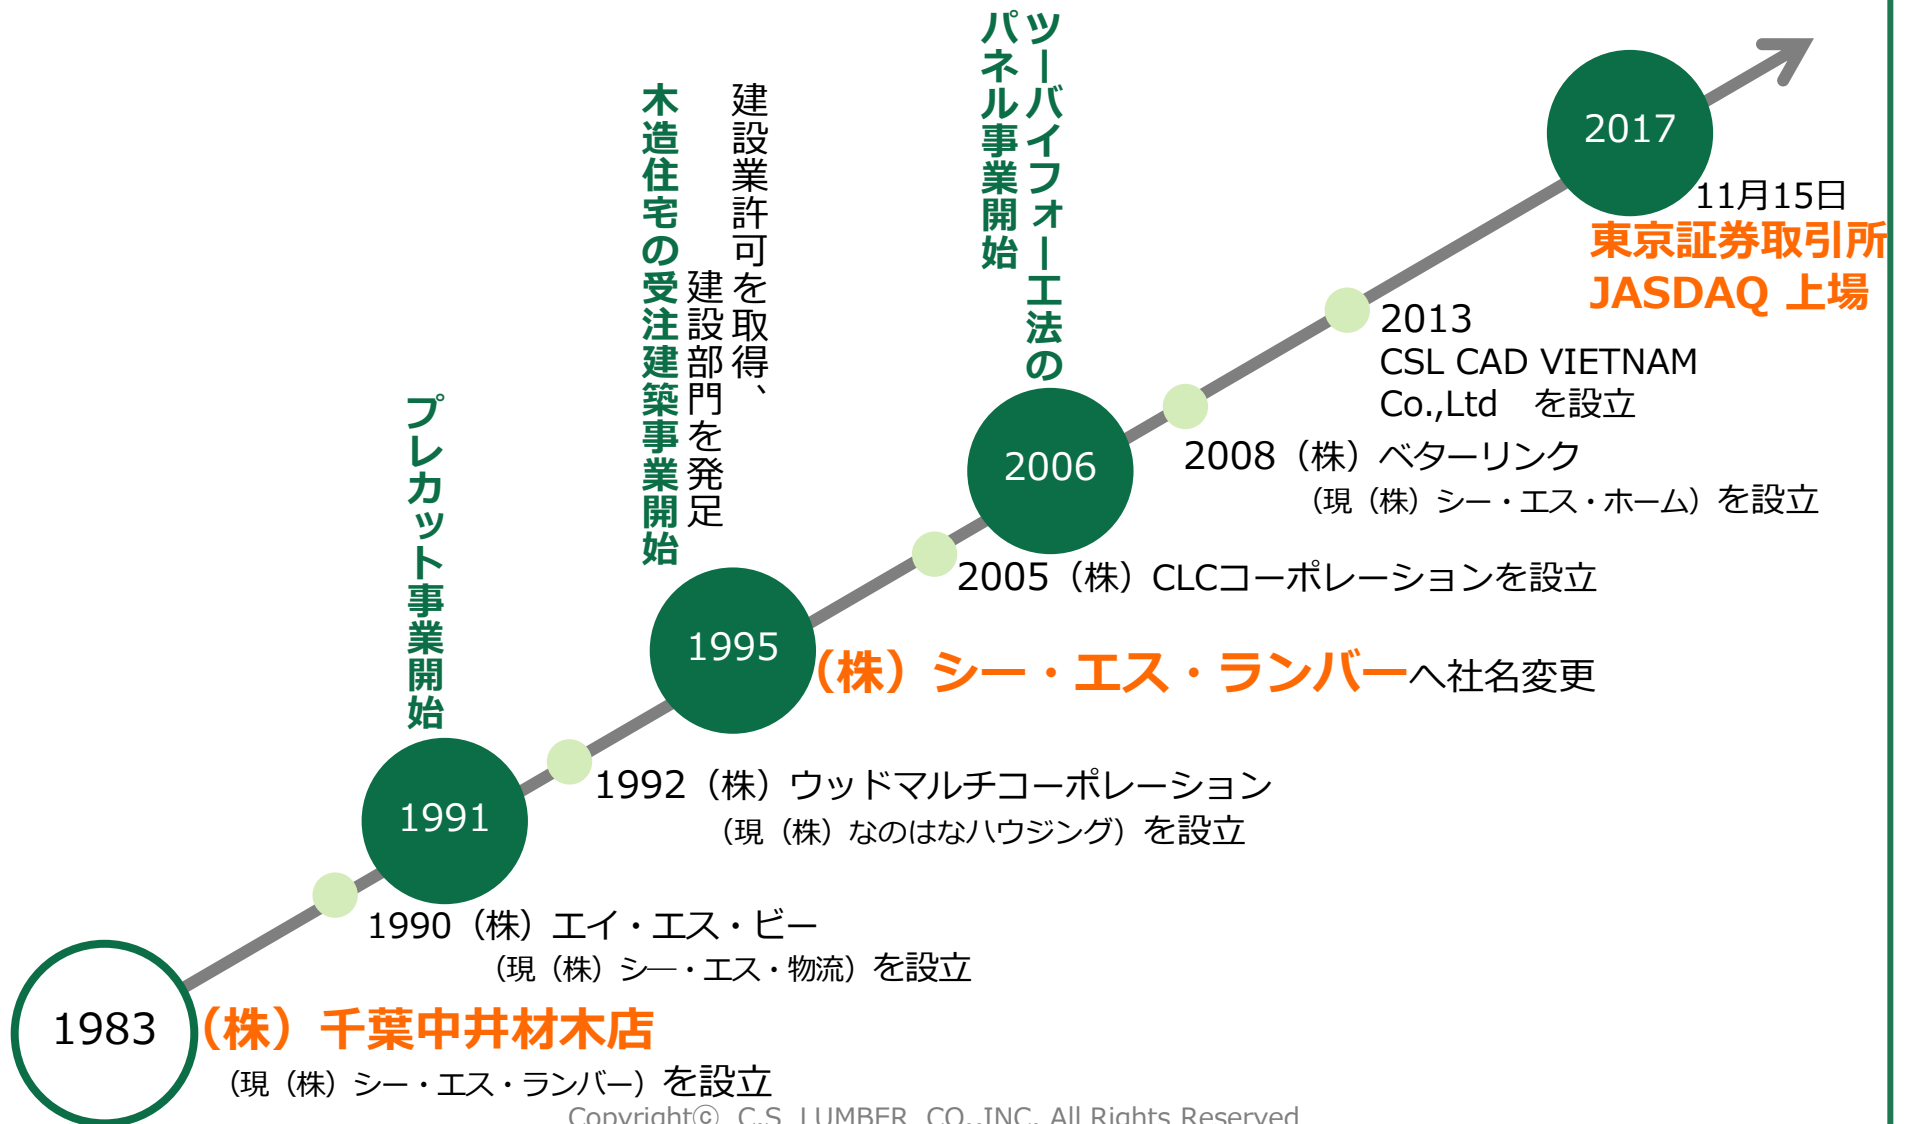 1983
(株)千葉中井材木店
(現(株)シー・エス・ランバー)を設立
1990(株)エイ・エス・ビー
(現(株)シ―・エス・物流)を設立
プレカット事業開始
1991
1992(株)ウッドマルチコーポレーション
(現(株)なのはなハウジング)を設立
建設業許可を取得、
建設部門を発足
木造住宅の受注建築事業開始
1995
(株)シー・エス・ランバーへ社名変更
2005(株)CLCコーポレーションを設立
ツーバイフォー工法の
パネル事業開始
2006
2008(株)ベターリンク
(現(株)シー・エス・ホーム)を設立
2013
CSL CAD VIETNAM
Co.,Ltd を設立
2017
11月15日
東京証券取引所
JASDAQ 上場
Copyrightⓒ C.S. LUMBER CO.,INC. All Rights Reserved